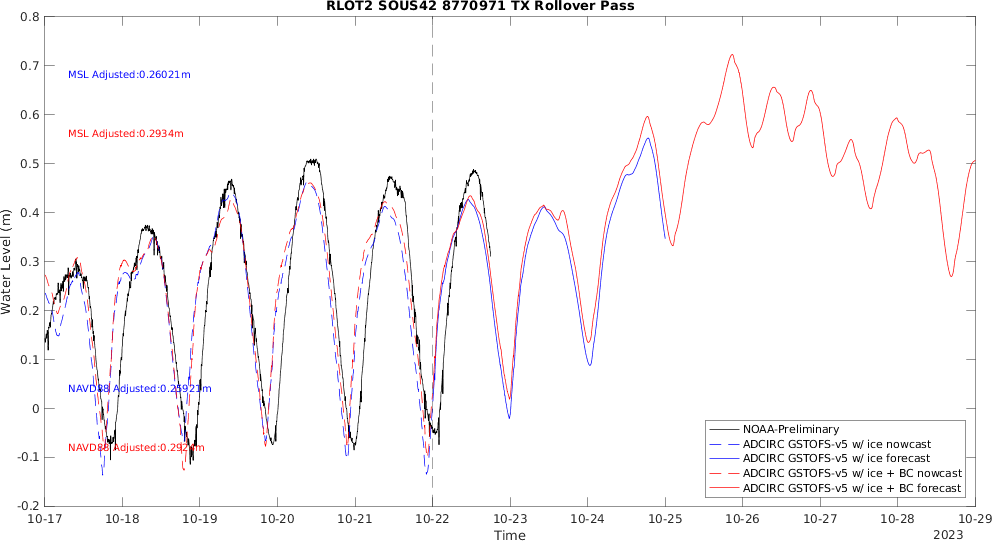 RLOT2 SOUS42 8770971 TX Rollover Pass
Water Level (m)
0.8
0.7
0.6
0.5
0.4
0.3
0.2
0.1
0
-0.1
-0.2
MSL Adjusted:0.26021m
MSL Adjusted:0.2934m
NAVD88 Adjusted:0.25921m
NAVD88
NOAA-Preliminary
ADCIRC GSTOFS-v5 w/ ice nowcast
ADCIRC GSTOFS-v5 w/ ice forecast
ADCIRC GSTOFS-v5 w/ ice + BC nowcast
ADCIRC GSTOFS-v5 w/ ice + BC forecast
10-17 10-18 10-19 10-20 10-21 10-22 10-23 10-24 10-25 10-26 10-27 10-28 10-29
Time
2023